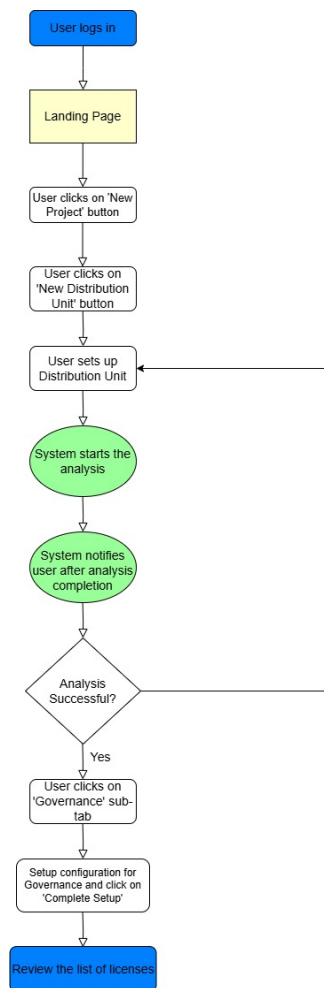 User logs in
Landing Page
User clicks on 'New
Project' button
User clicks on
'New Distribution
Unit' button
User sets up
Distribution Unit
System starts the
analysis
System notifies
user after analysis
completion
Analysis
Successful?
Yes
User clicks on
'Governance' sub-
tab
Setup configuration for
Governance and click on
'Complete Setup'
Review the list of licenses